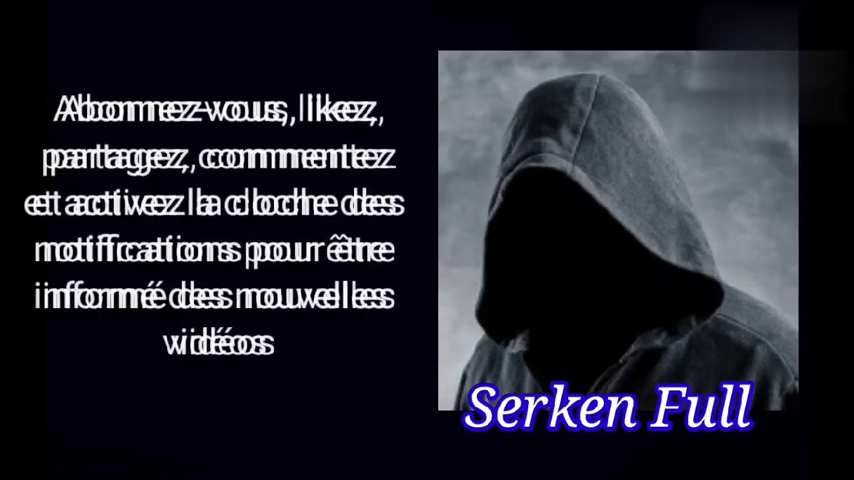 Abonnez-vous, likez,
partagez, commentez
et activez la cloche des
notifications pour être
informé des nouvelles
vidéos
Serken Full